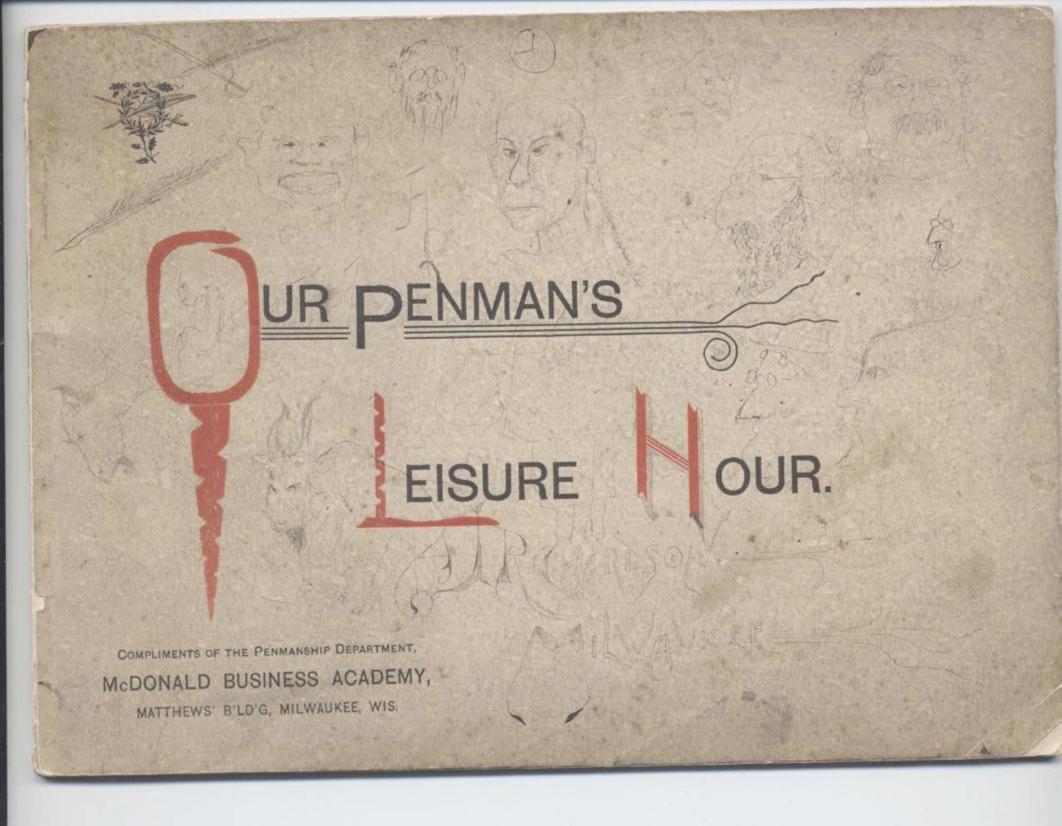 OUR PENMAN'S
LEISURE HOUR.
MILWAUKEE
COMPLIMENTS OF THE PENMANSHIP DEPARTMENT,
McDONALD BUSINESS ACADEMY,
MATTHEWS' B'LD'G, MILWAUKEE, WIS.